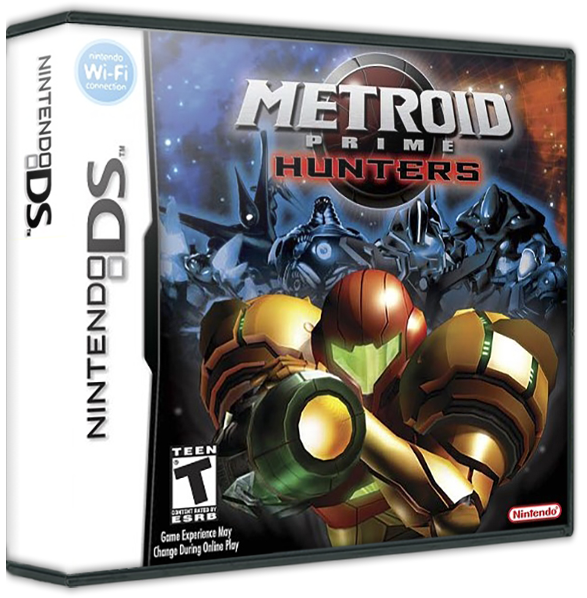 NINTENDO DS
nintendo
Wi-Fi
connection
NINTENDO DS™
METROID
PRIME
HUNTERS
TEEN
T
CONTENT RATED BY
ESRB
Game Experience May
Change During Online Play
Nintendo